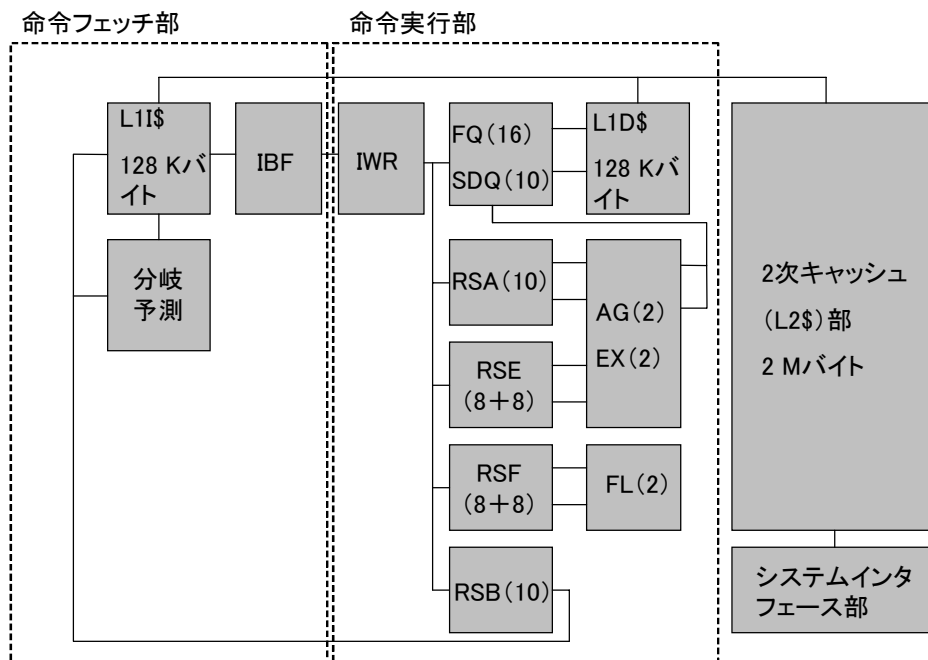 命令フェッチ部
命令実行部
L1I$
128 Kバ
イト
IBF
IWR
FQ(16)
SDQ(10)
L1D$
128 Kバ
イト
分岐
予測
RSA(10)
AG(2)
EX(2)
RSE
(8+8)
RSF
(8+8)
FL(2)
RSB(10)
2次キャッシュ
(L2$)部
2 Mバイト
システムインタ
フェース部